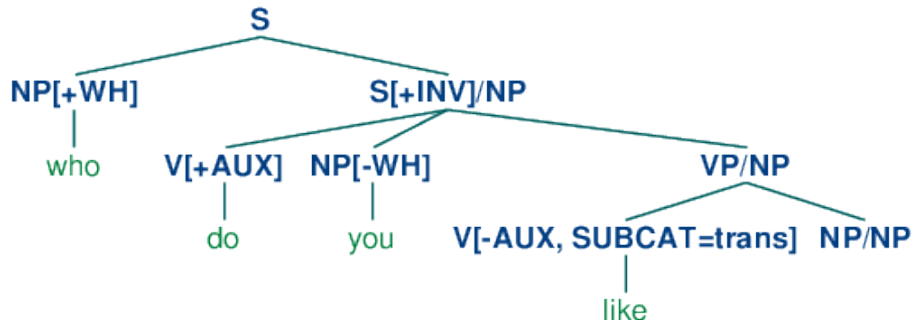 S
NP[+WH] S[+INV]/NP
who V[+AUX] NP[-WH] VP/NP
do you V[-AUX, SUBCAT=trans] NP/NP
like